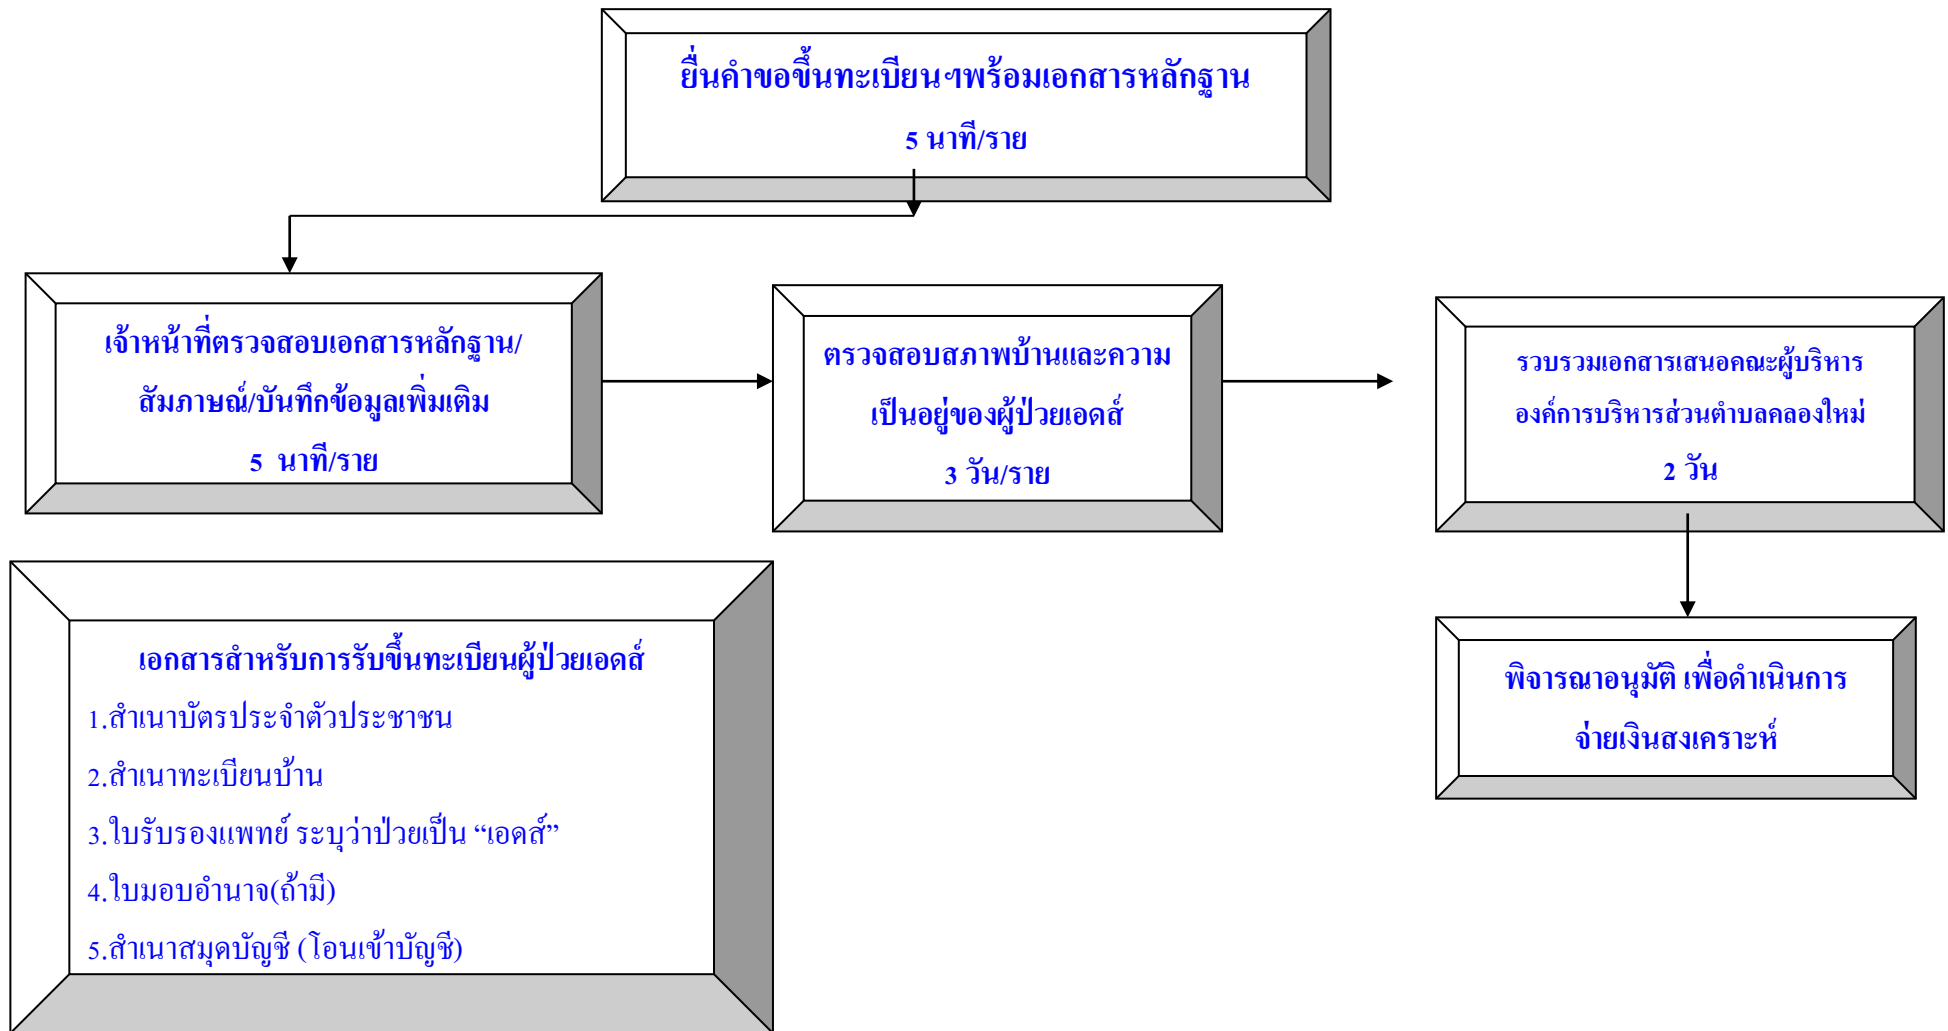 ยื่นคำขอขึ้นทะเบียนฯพร้อมเอกสารหลักฐาน
5 นาที/ราย
เจ้าหน้าที่ตรวจสอบเอกสารหลักฐาน/
สัมภาษณ์/บันทึกข้อมูลเพิ่มเติม
5 นาที/ราย
ตรวจสอบสภาพบ้านและความ
เป็นอยู่ของผู้ป่วยเอดส์
3 วัน/ราย
รวบรวมเอกสารเสนอคณะผู้บริหาร
องค์การบริหารส่วนตำบลคลองใหม่
2 วัน
พิจารณาอนุมัติ เพื่อดำเนินการ
จ่ายเงินสงเคราะห์
เอกสารสำหรับการรับขึ้นทะเบียนผู้ป่วยเอดส์
1.สำเนาบัตรประจำตัวประชาชน
2.สำเนาทะเบียนบ้าน
3.ใบรับรองแพทย์ ระบุว่าป่วยเป็น “เอดส์”
4.ใบมอบอำนาจ(ถ้ามี)
5.สำเนาสมุดบัญชี (โอนเข้าบัญชี)